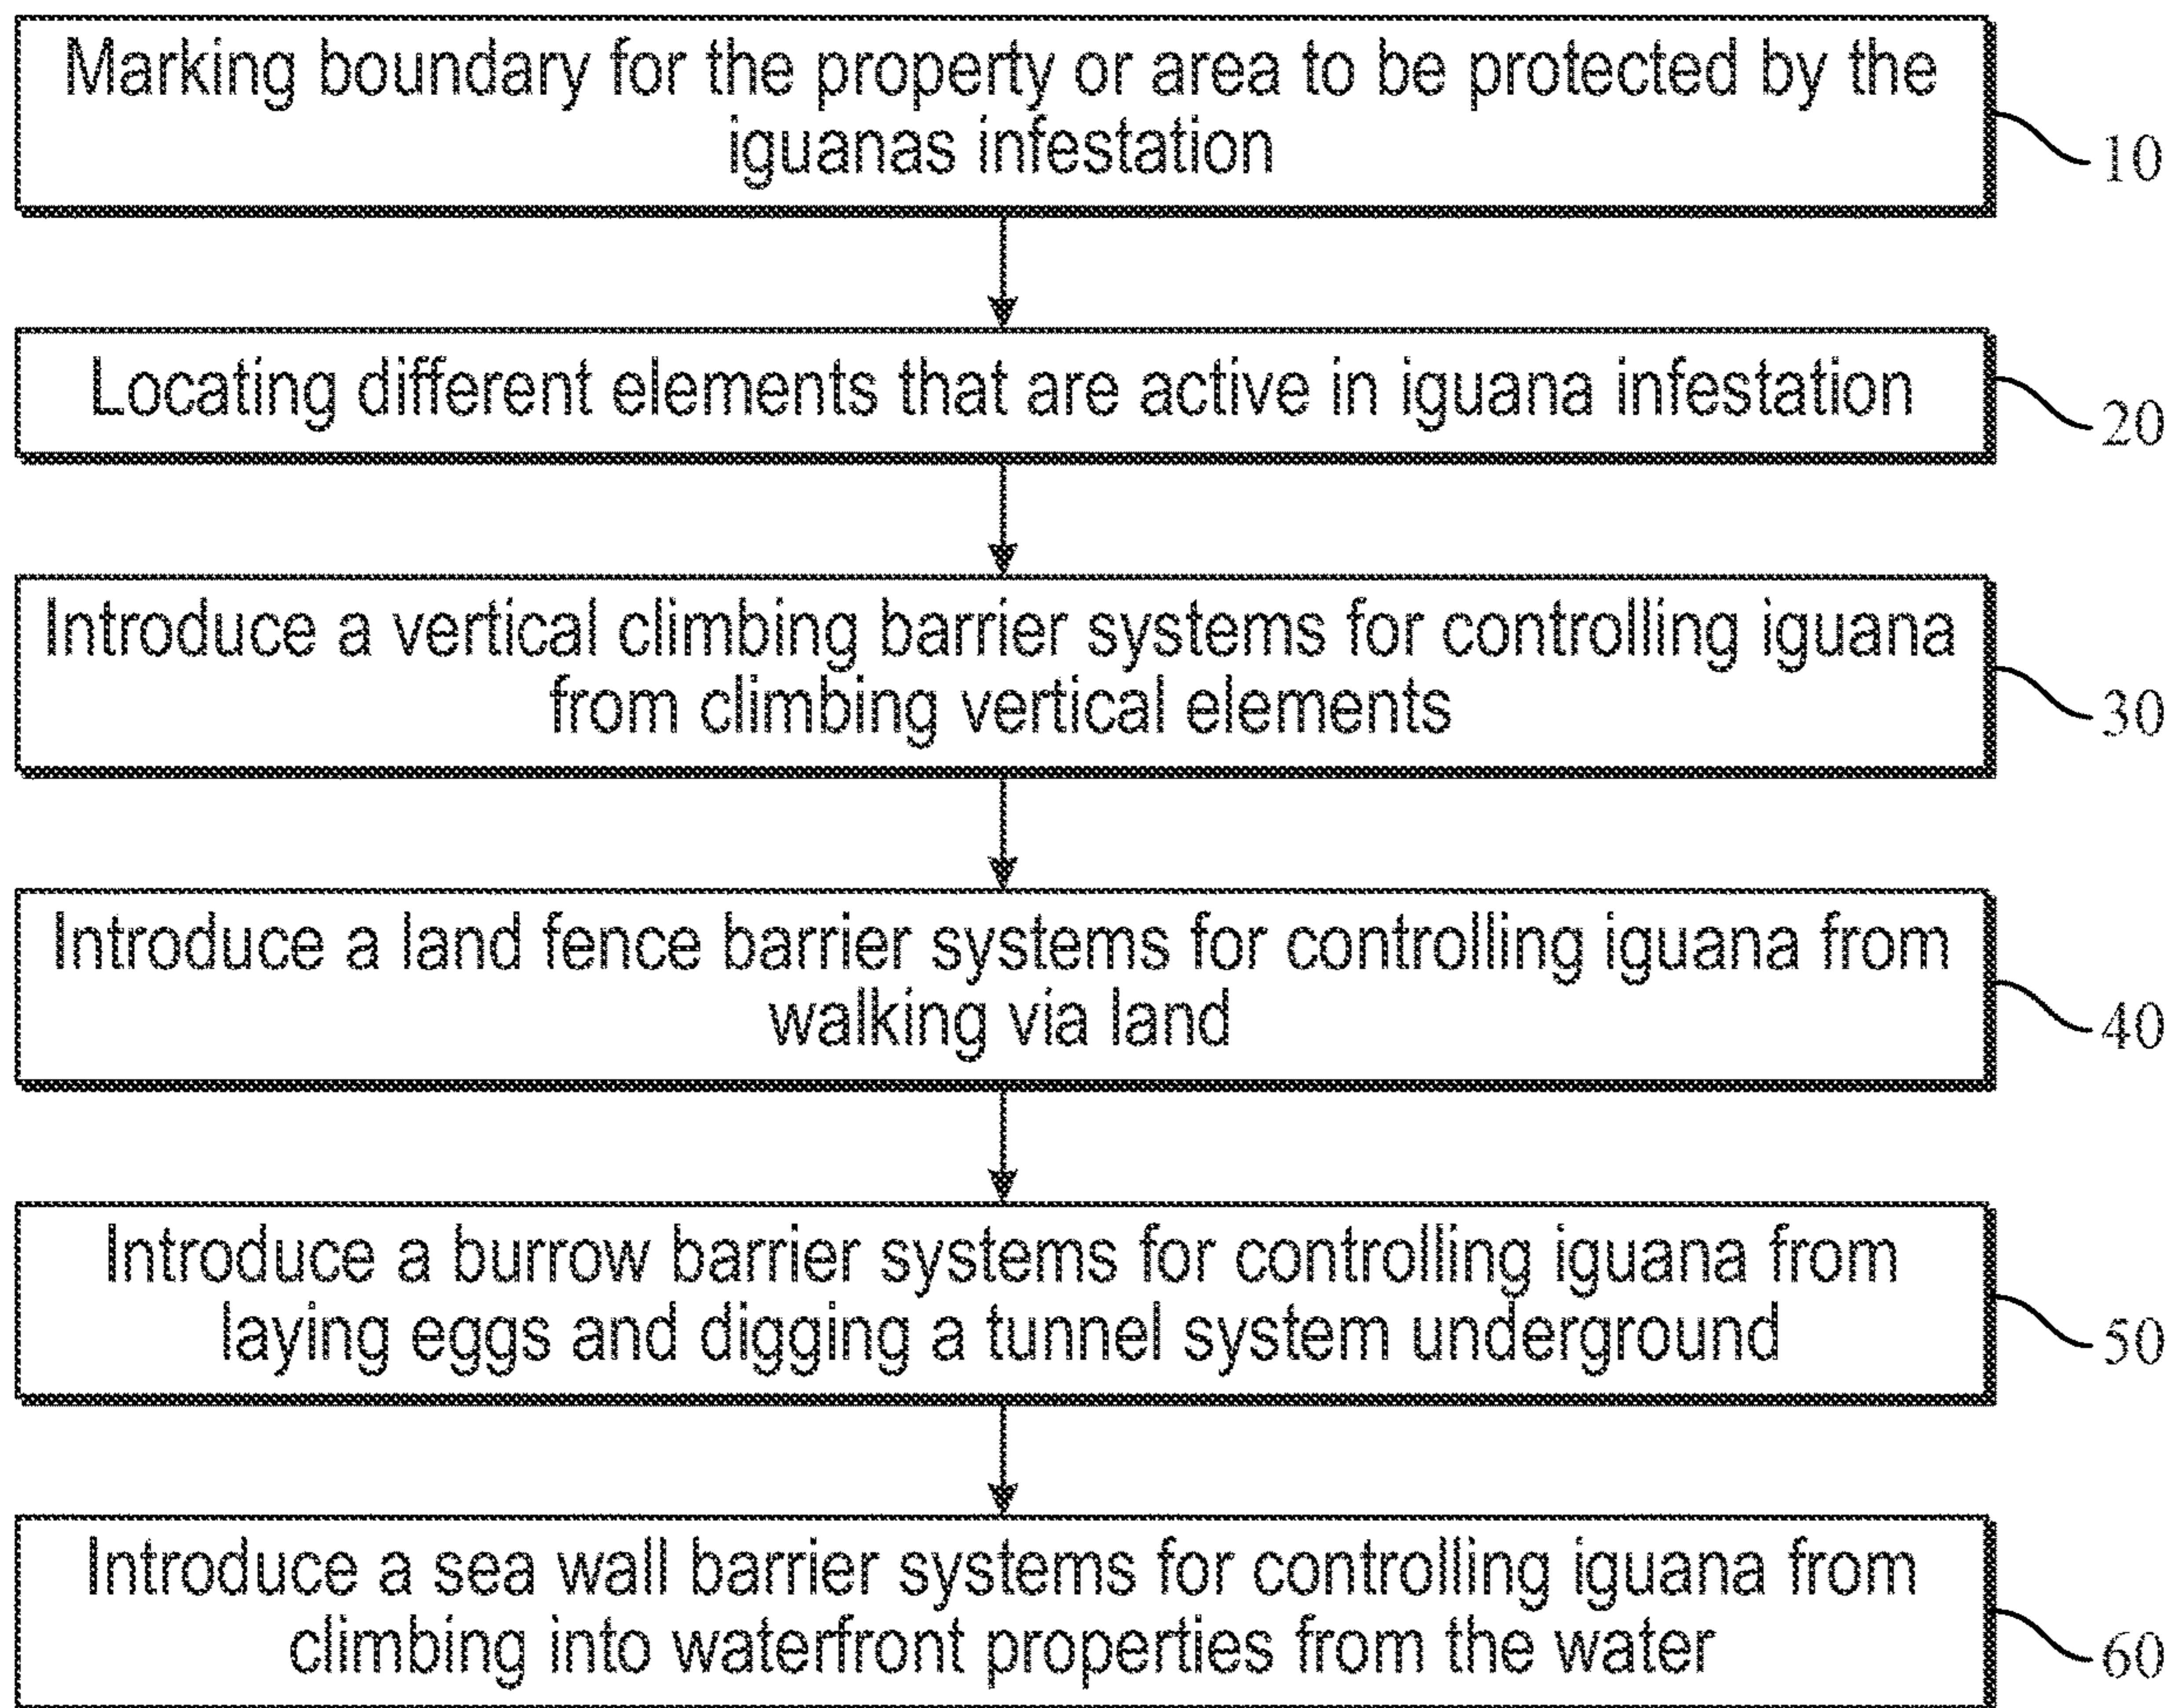 Marking boundary for the property or area to be protected by the
iguanas infestation
10
Locating different elements that are active in iguana infestation
20
Introduce a vertical climbing barrier systems for controlling iguana
from climbing vertical elements
30
Introduce a land fence barrier systems for controlling iguana from
walking via land
40
Introduce a burrow barrier systems for controlling iguana from
laying eggs and digging a tunnel system underground
50
Introduce a sea wall barrier systems for controlling iguana from
climbing into waterfront properties from the water
60